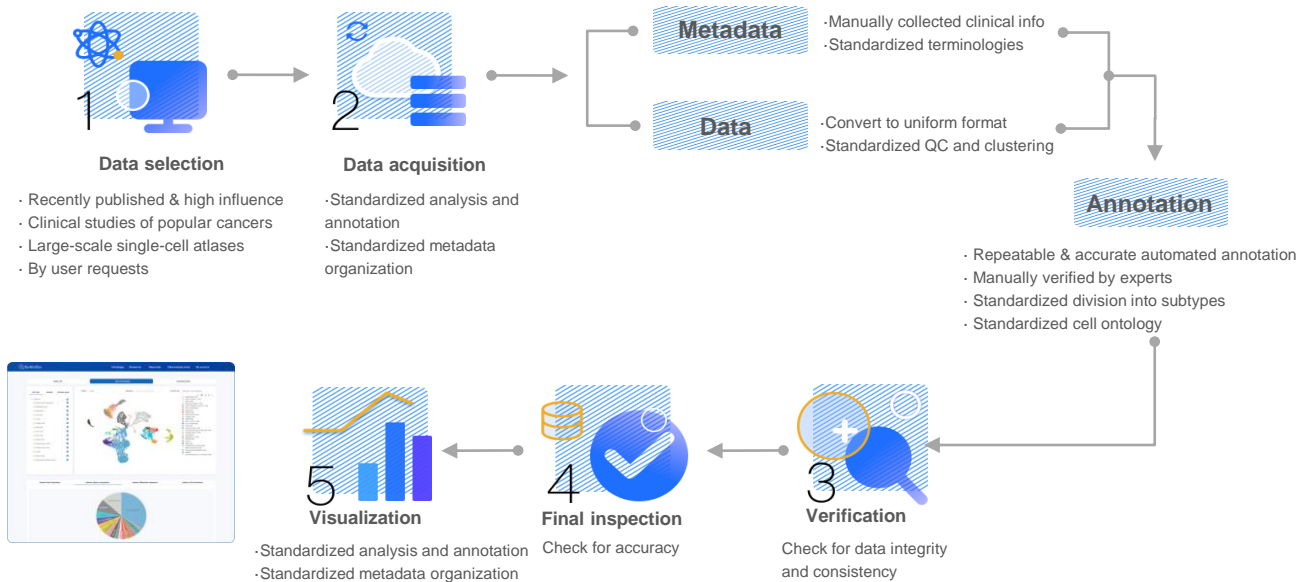 1
Data selection
· Recently published & high influence
· Clinical studies of popular cancers
· Large-scale single-cell atlases
· By user requests
2
Data acquisition
·Standardized analysis and
annotation
·Standardized metadata
organization
Metadata
·Manually collected clinical info
·Standardized terminologies
Data
·Convert to uniform format
·Standardized QC and clustering
Annotation
· Repeatable & accurate automated annotation
· Manually verified by experts
· Standardized division into subtypes
· Standardized cell ontology
3
Verification
Check for data integrity
and consistency
4
Final inspection
Check for accuracy
5
Visualization
·Standardized analysis and annotation
·Standardized metadata organization